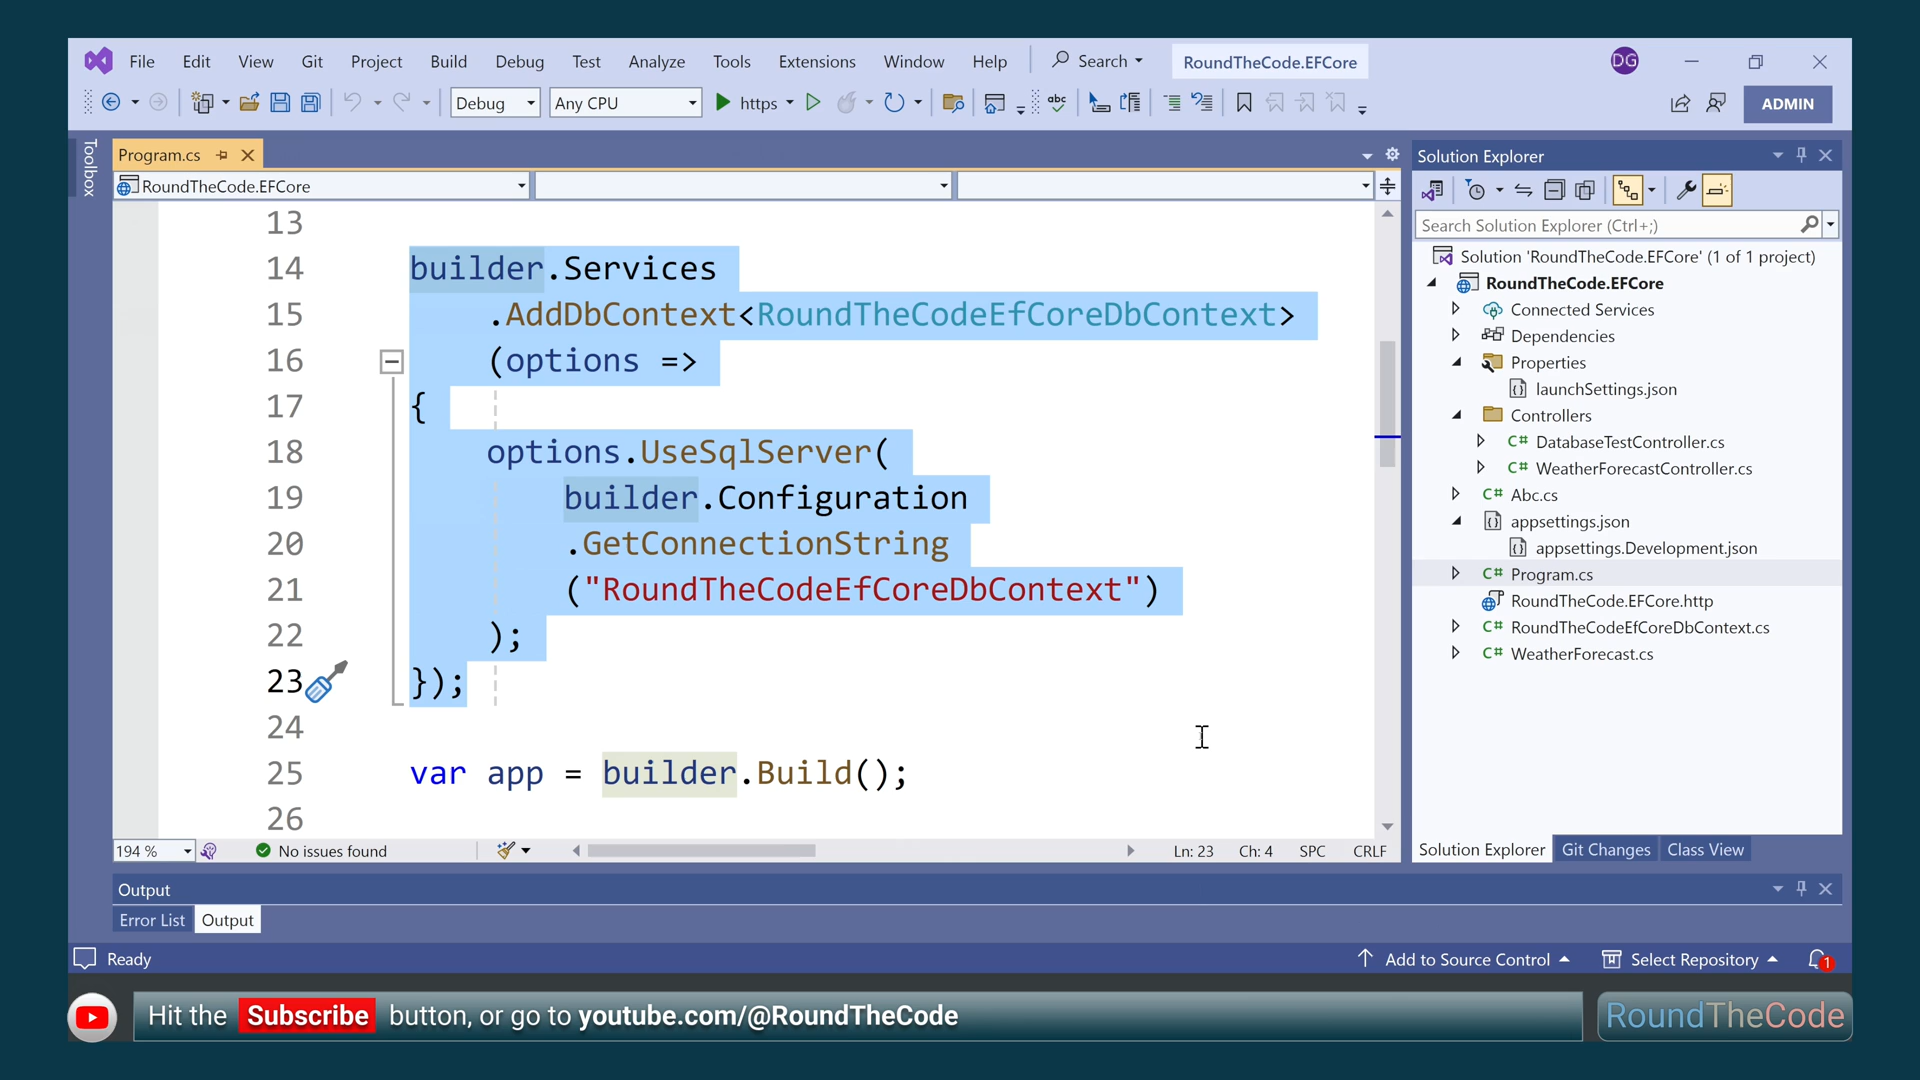 File Edit View Git Project Build Debug Test Analyze Tools Extensions Window Help Search RoundTheCode.EFCore DG
Debug Any CPU https abc ADMIN
Toolbox
Program.cs
RoundTheCode.EFCore
13
14 builder.Services
15 .AddDbContext<RoundTheCodeEfCoreDbContext>
16 (options =>
17 {
18 options.UseSqlServer(
19 builder.Configuration
20 .GetConnectionString
21 ("RoundTheCodeEfCoreDbContext")
22 );
23 });
24
25 var app = builder.Build();
26
194 % No issues found Ln: 23 Ch: 4 SPC CRLF
Solution Explorer
Search Solution Explorer (Ctrl+;)
Solution 'RoundTheCode.EFCore' (1 of 1 project)
RoundTheCode.EFCore
Connected Services
Dependencies
Properties
launchSettings.json
Controllers
C# DatabaseTestController.cs
C# WeatherForecastController.cs
C# Abc.cs
appsettings.json
appsettings.Development.json
C# Program.cs
RoundTheCode.EFCore.http
C# RoundTheCodeEfCoreDbContext.cs
C# WeatherForecast.cs
Solution Explorer Git Changes Class View
Output
Error List Output
Ready Add to Source Control Select Repository 1
Hit the Subscribe button, or go to youtube.com/@RoundTheCode
RoundTheCode